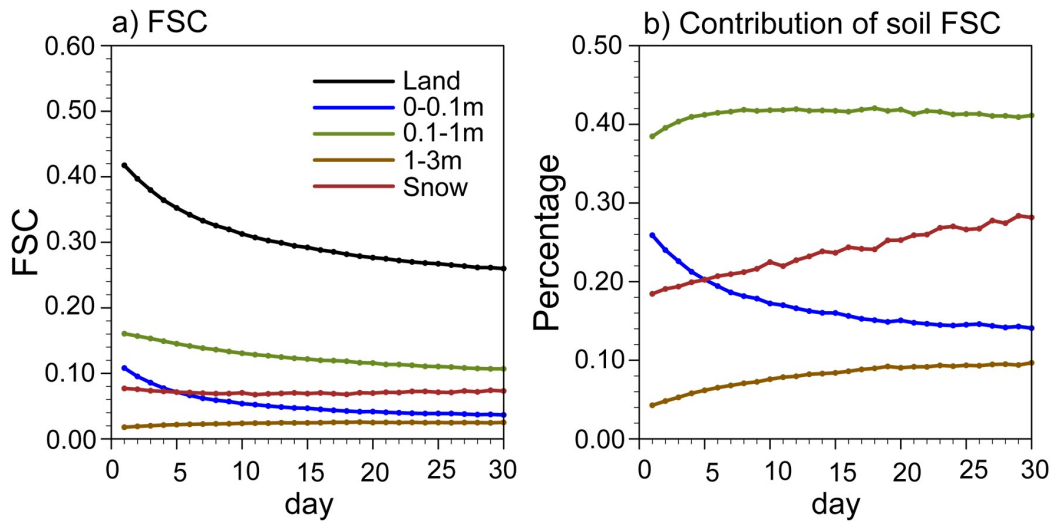 a) FSC
0.60
0.50
0.40
0.30
0.20
0.10
0.00
FSC
Land
0-0.1m
0.1-1m
1-3m
Snow
0 5 10 15 20 25 30
day
b) Contribution of soil FSC
0.50
0.40
0.30
0.20
0.10
0.00
Percentage
0 5 10 15 20 25 30
day